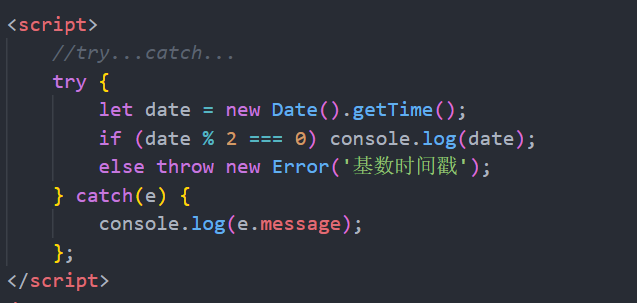 <script>
//try...catch...
try {
let date = new Date().getTime();
if (date % 2 === 0) console.log(date);
else throw new Error('基数时间戳');
} catch(e) {
console.log(e.message);
};
</script>